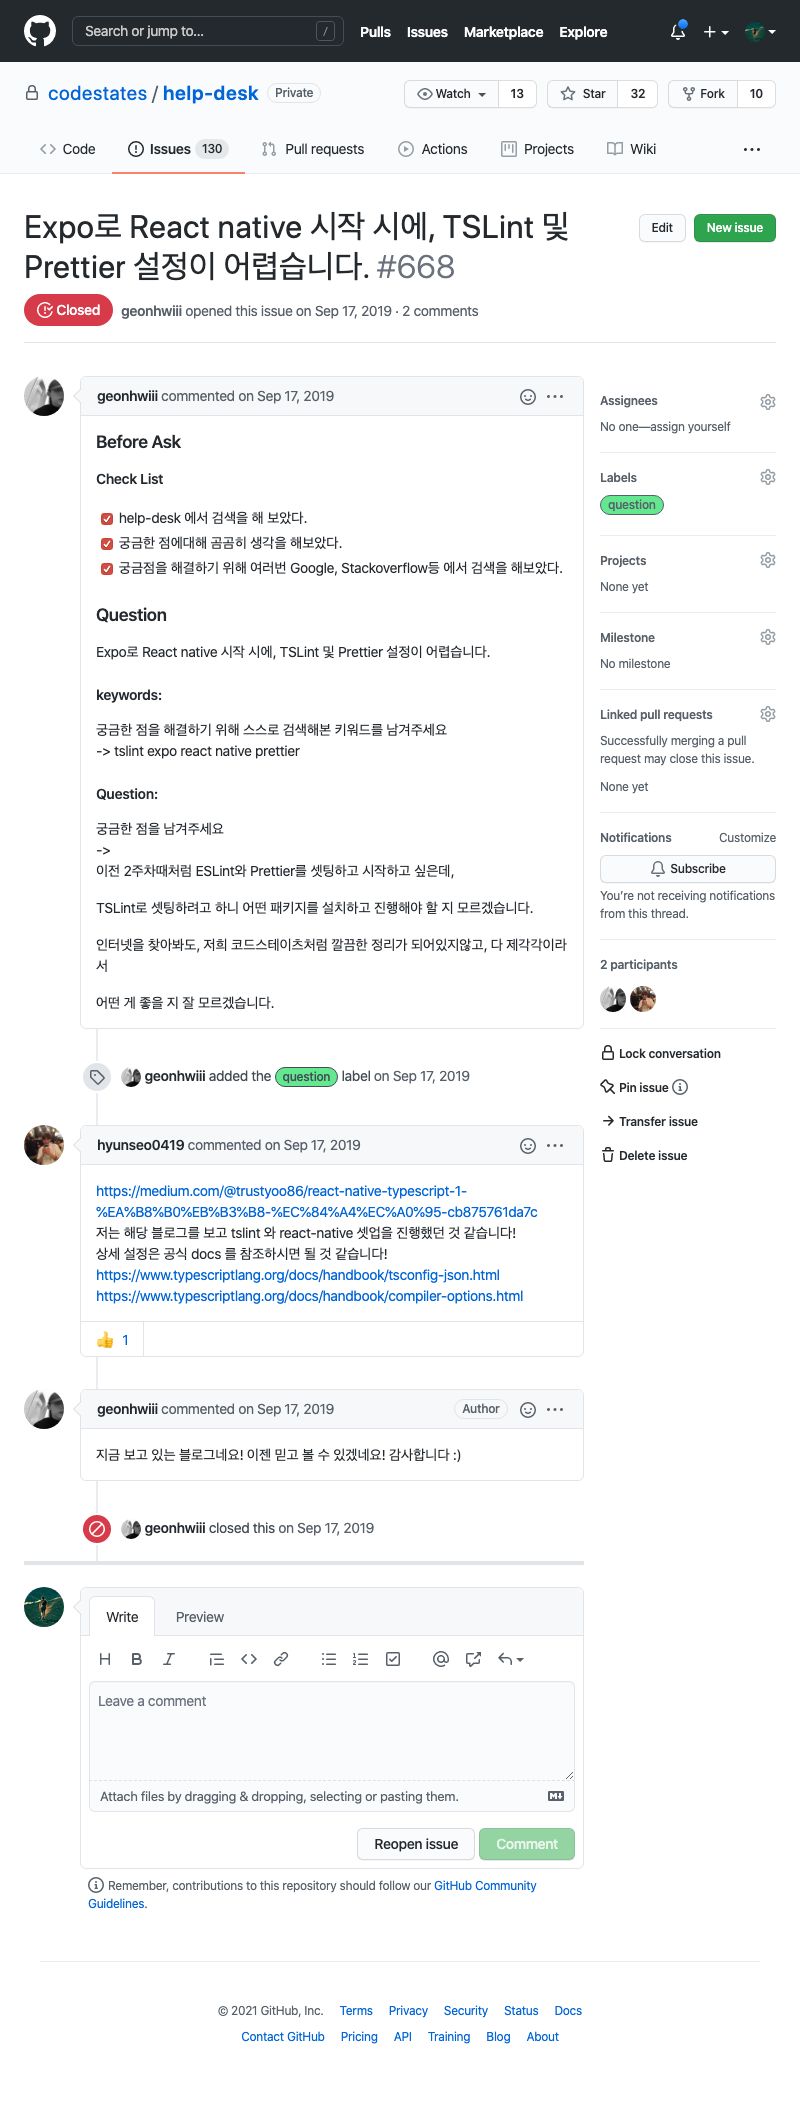 Search or jump to...
/
Pulls
Issues
Marketplace
Explore
codestates / help-desk
Private
Watch
13
Star
32
Fork
10
Code
Issues 130
Pull requests
Actions
Projects
Wiki
Expo로 React native 시작 시에, TSLint 및
Prettier 설정이 어렵습니다. #668
Edit
New issue
Closed
geonhwiii opened this issue on Sep 17, 2019 · 2 comments
geonhwiii commented on Sep 17, 2019
Before Ask
Check List
help-desk 에서 검색을 해 보았다.
궁금한 점에대해 곰곰히 생각을 해보았다.
궁금점을 해결하기 위해 여러번 Google, Stackoverflow등 에서 검색을 해보았다.
Question
Expo로 React native 시작 시에, TSLint 및 Prettier 설정이 어렵습니다.
keywords:
궁금한 점을 해결하기 위해 스스로 검색해본 키워드를 남겨주세요
-> tslint expo react native prettier
Question:
궁금한 점을 남겨주세요
->
이전 2주차때처럼 ESLint와 Prettier를 셋팅하고 시작하고 싶은데,
TSLint로 셋팅하려고 하니 어떤 패키지를 설치하고 진행해야 할 지 모르겠습니다.
인터넷을 찾아봐도, 저희 코드스테이츠처럼 깔끔한 정리가 되어있지않고, 다 제각각이라
서
어떤 게 좋을 지 잘 모르겠습니다.
geonhwiii added the question label on Sep 17, 2019
hyunseo0419 commented on Sep 17, 2019
https://medium.com/@trustyoo86/react-native-typescript-1-
%EA%B8%B0%EB%B3%B8-%EC%84%A4%EC%A0%95-cb875761da7c
저는 해당 블로그를 보고 tslint 와 react-native 셋업을 진행했던 것 같습니다!
상세 설정은 공식 docs 를 참조하시면 될 것 같습니다!
https://www.typescriptlang.org/docs/handbook/tsconfig-json.html
https://www.typescriptlang.org/docs/handbook/compiler-options.html
1
geonhwiii commented on Sep 17, 2019
Author
지금 보고 있는 블로그네요! 이젠 믿고 볼 수 있겠네요! 감사합니다 :)
geonhwiii closed this on Sep 17, 2019
Write
Preview
H B I
Leave a comment
Attach files by dragging & dropping, selecting or pasting them.
Reopen issue
Comment
Remember, contributions to this repository should follow our GitHub Community
Guidelines.
Assignees
No one—assign yourself
Labels
question
Projects
None yet
Milestone
No milestone
Linked pull requests
Successfully merging a pull
request may close this issue.
None yet
Notifications
Customize
Subscribe
You're not receiving notifications
from this thread.
2 participants
Lock conversation
Pin issue
Transfer issue
Delete issue
© 2021 GitHub, Inc.
Terms
Privacy
Security
Status
Docs
Contact GitHub
Pricing
API
Training
Blog
About